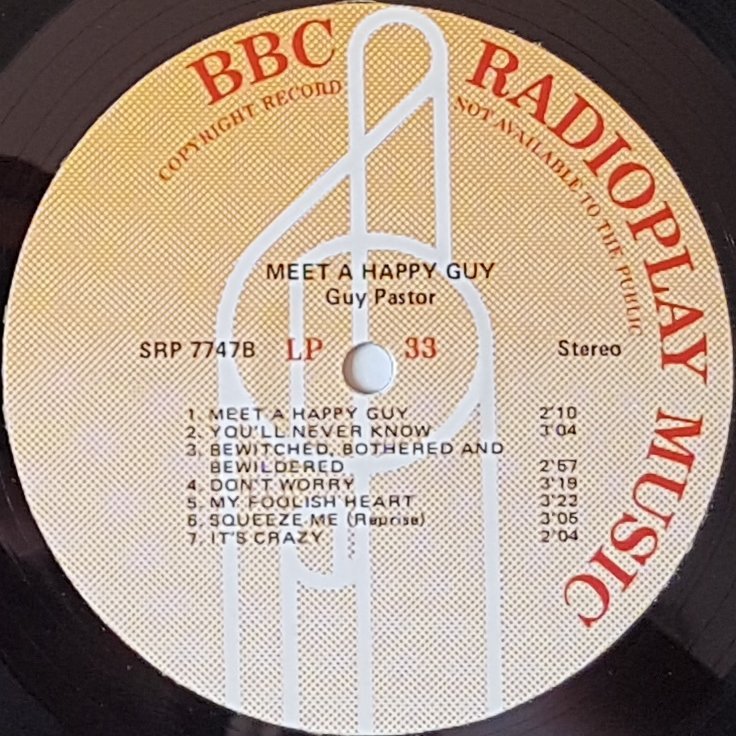 BBC RADIOPLAY MUSIC
COPYRIGHT RECORD NOT AVAILABLE TO THE PUBLIC
MEET A HAPPY GUY
Guy Pastor
SRP 7747B LP 33 Stereo
1. MEET A HAPPY GUY 2'10
2. YOU'LL NEVER KNOW 3'04
3. BEWITCHED, BOTHERED AND
BEWILDERED 2'57
4. DON'T WORRY 3'19
5. MY FOOLISH HEART 3'22
6. SQUEEZE ME (Reprise) 3'05
7. IT'S CRAZY 2'04